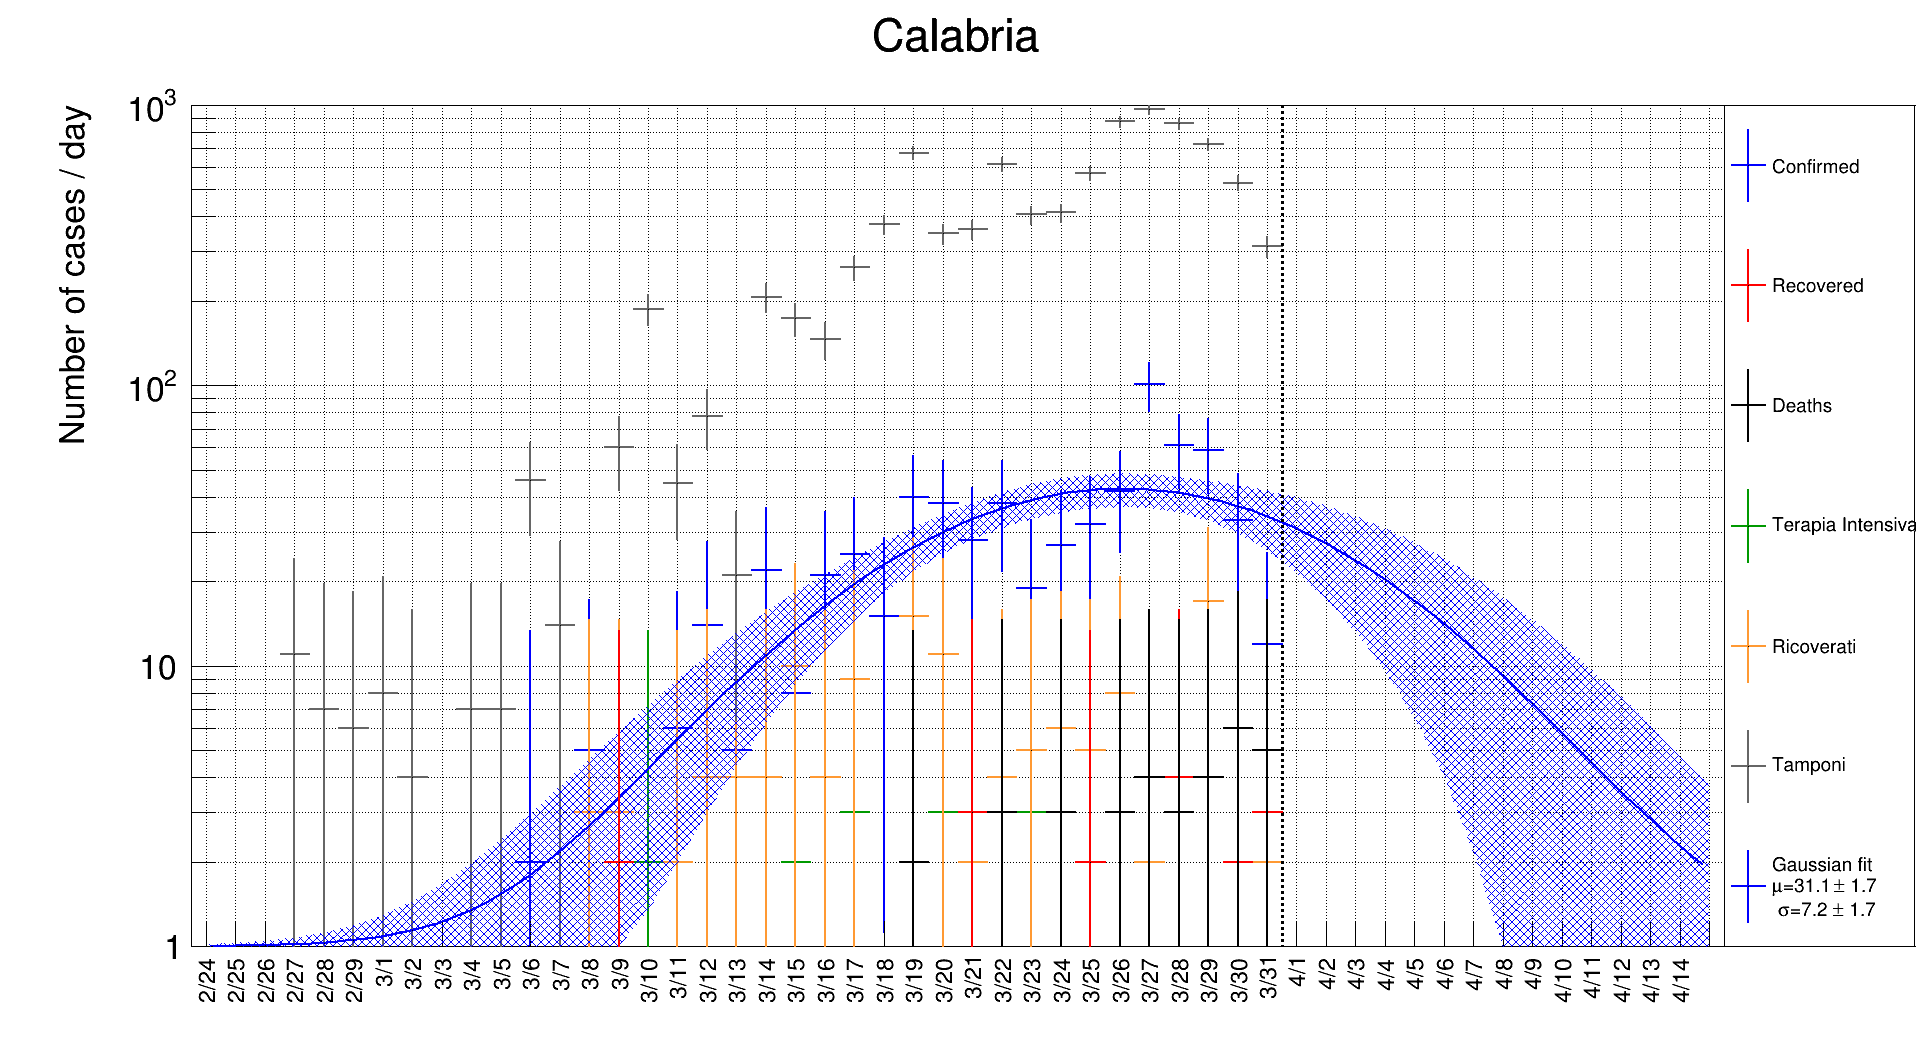 Calabria
Number of cases / day
10³
10²
10
1
2/24 2/25 2/26 2/27 2/28 2/29 3/1 3/2 3/3 3/4 3/5 3/6 3/7 3/8 3/9 3/10 3/11 3/12 3/13 3/14 3/15 3/16 3/17 3/18 3/19 3/20 3/21 3/22 3/23 3/24 3/25 3/26 3/27 3/28 3/29 3/30 3/31 4/1 4/2 4/3 4/4 4/5 4/6 4/7 4/8 4/9 4/10 4/11 4/12 4/13 4/14
Confirmed
Recovered
Deaths
Terapia Intensiva
Ricoverati
Tamponi
Gaussian fit
μ=31.1 ± 1.7
σ=7.2 ± 1.7